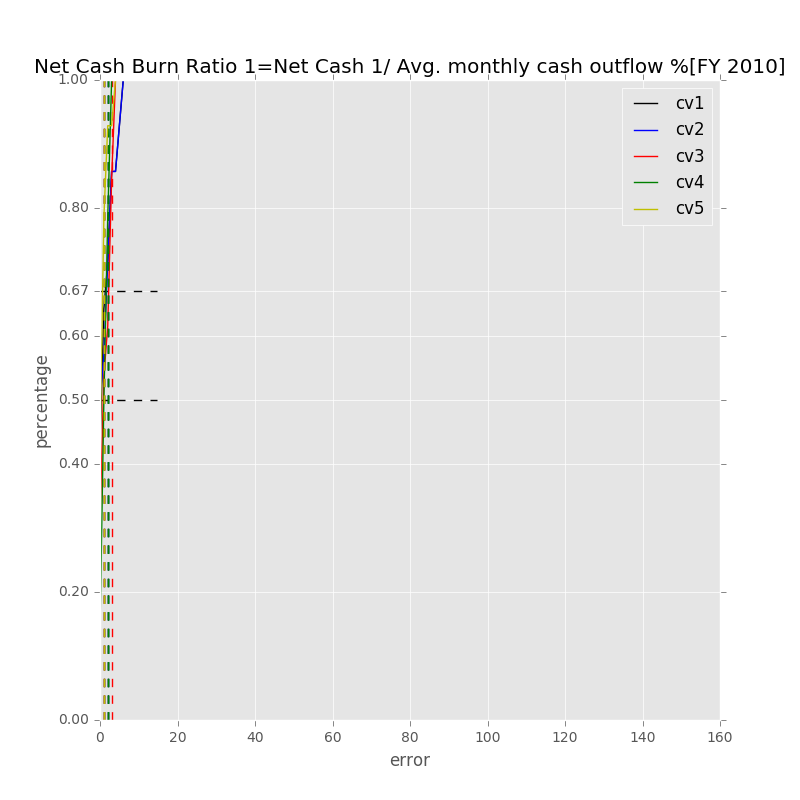 Net Cash Burn Ratio 1=Net Cash 1/ Avg. monthly cash outflow %[FY 2010]
1.00
0.80
0.67
0.60
0.50
0.40
0.20
0.00
percentage
cv1
cv2
cv3
cv4
cv5
0 20 40 60 80 100 120 140 160
error